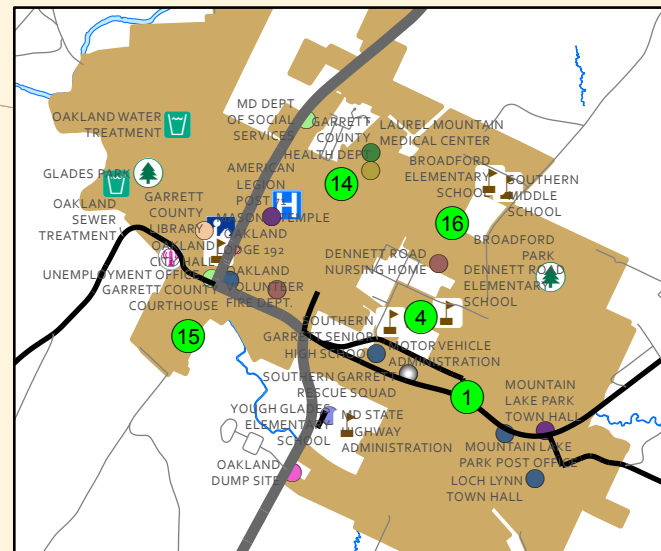 MD DEPT
OF SOCIAL
SERVICES
OAKLAND WATER
TREATMENT
GARRETT
COUNTY
HEALTH DEPT
LAUREL MOUNTAIN
MEDICAL CENTER
BROADFORD
ELEMENTARY
SCHOOL
SOUTHERN
MIDDLE
SCHOOL
GLADES PARK
OAKLAND
SEWER
TREATMENT
AMERICAN
LEGION
POST 71
14
H
GARRETT
COUNTY
LIBRARY
MASONIC TEMPLE
OAKLAND
LODGE 192
16
OAKLAND
CITY HALL
BROADFORD
PARK
DENNETT ROAD
NURSING HOME
DENNETT ROAD
ELEMENTARY
SCHOOL
UNEMPLOYMENT OFFICE
GARRETT COUNTY
COURTHOUSE
OAKLAND
VOLUNTEER
FIRE DEPT.
4
15
SOUTHERN
GARRETT SENIOR
HIGH SCHOOL
MOTOR VEHICLE
ADMINISTRATION
SOUTHERN GARRETT
RESCUE SQUAD
1
MOUNTAIN
LAKE PARK
TOWN HALL
YOUGH GLADES
ELEMENTARY
SCHOOL
MD STATE
HIGHWAY
ADMINISTRATION
MOUNTAIN LAKE
PARK POST OFFICE
OAKLAND
DUMP SITE
LOCH LYNN
TOWN HALL